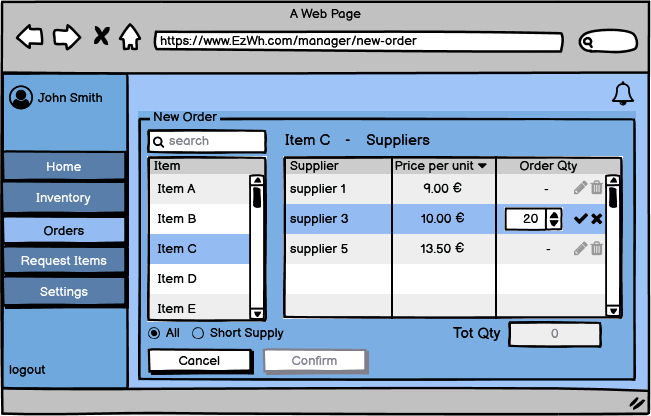 A Web Page
https://www.EzWh.com/manager/new-order
John Smith
Home
Inventory
Orders
Request Items
Settings
logout
New Order
search
Item C - Suppliers
Item
Item A
Item B
Item C
Item D
Item E
Supplier Price per unit Order Qty
supplier 1 9.00 € -
supplier 3 10.00 € 20
supplier 5 13.50 € -
All Short Supply
Tot Qty 0
Cancel Confirm